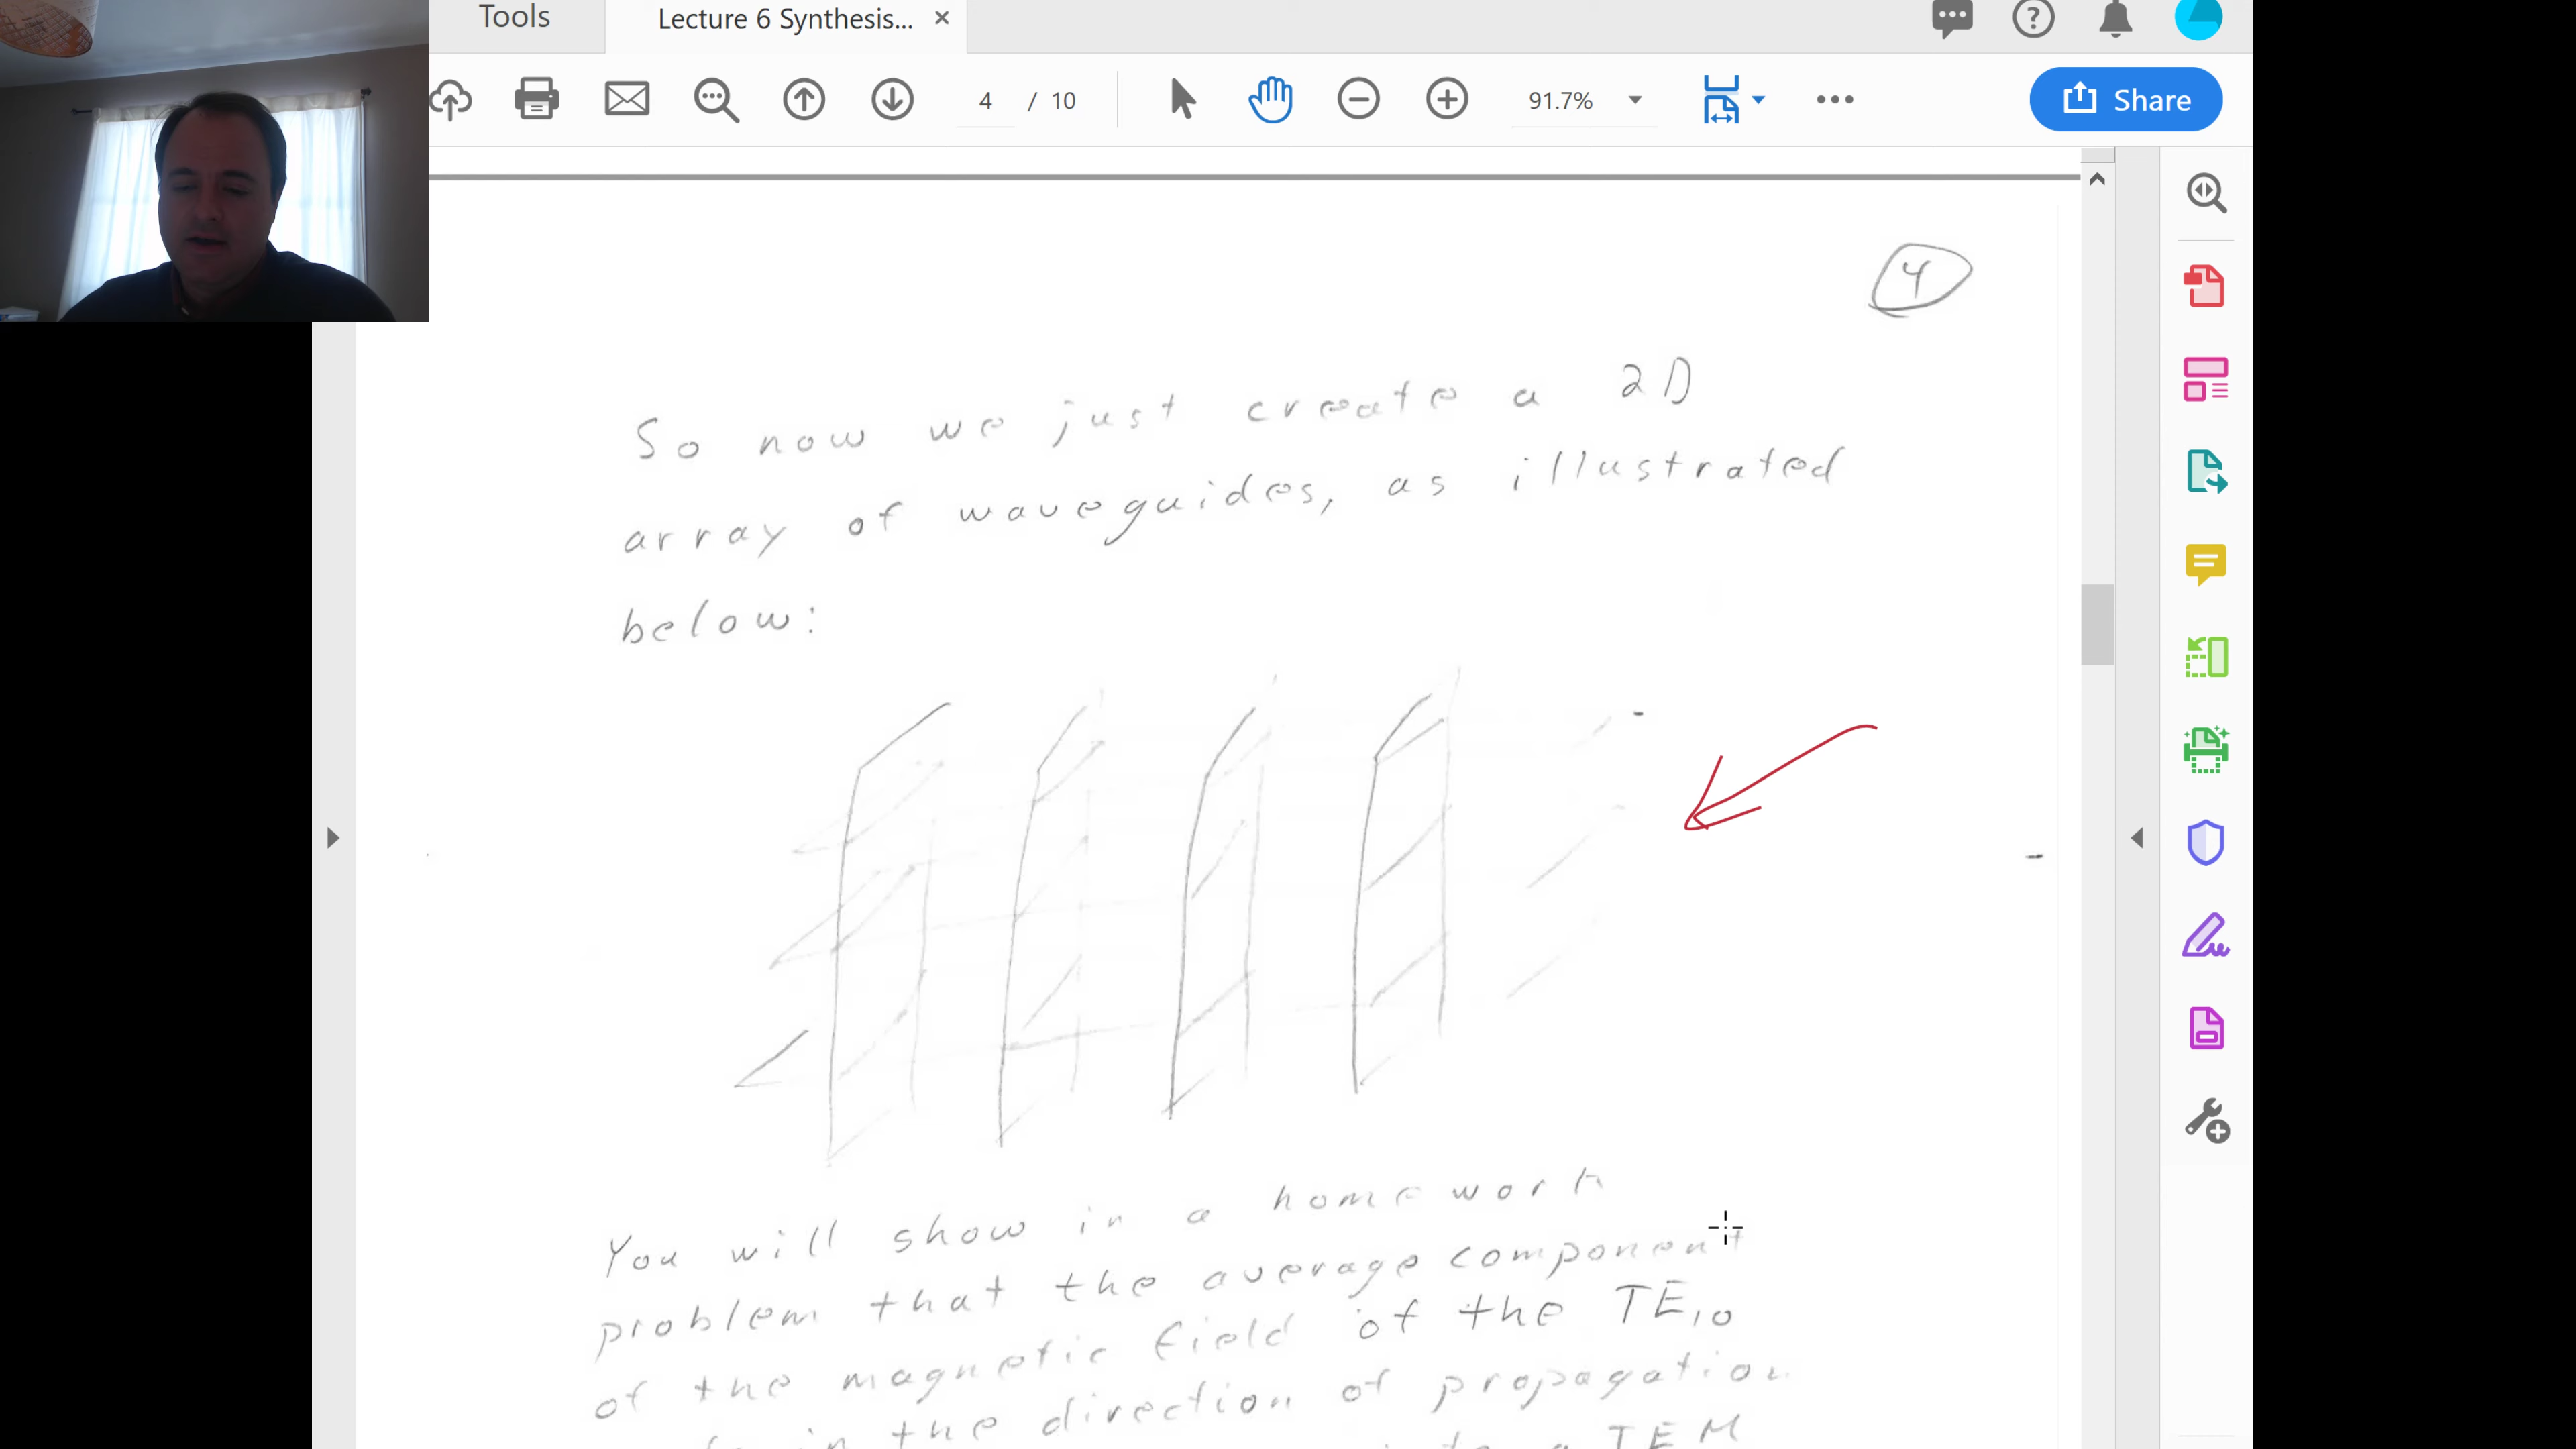 Tools
Lecture 6 Synthesis...
4 / 10
91.7%
Share
4
So now we just create a 2D
array of waveguides, as illustrated
below:
You will show in a homework
problem that the average component
of the magnetic field of the TE10
in the direction of propagation
TEM